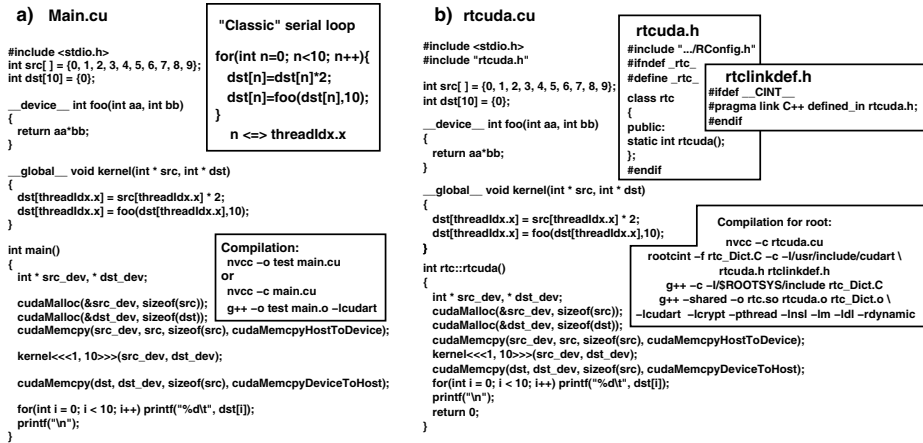 a) Main.cu
#include <stdio.h>
int src[ ] = {0, 1, 2, 3, 4, 5, 6, 7, 8, 9};
int dst[10] = {0};
__device__ int foo(int aa, int bb)
{
return aa*bb;
}
__global__ void kernel(int * src, int * dst)
{
dst[threadIdx.x] = src[threadIdx.x] * 2;
dst[threadIdx.x] = foo(dst[threadIdx.x],10);
}
int main()
{
int * src_dev, * dst_dev;
cudaMalloc(&src_dev, sizeof(src));
cudaMalloc(&dst_dev, sizeof(dst));
cudaMemcpy(src_dev, src, sizeof(src), cudaMemcpyHostToDevice);
kernel<<<1, 10>>>(src_dev, dst_dev);
cudaMemcpy(dst, dst_dev, sizeof(src), cudaMemcpyDeviceToHost);
for(int i = 0; i < 10; i++) printf("%d\t", dst[i]);
printf("\n");
}
"Classic" serial loop
for(int n=0; n<10; n++){
dst[n]=dst[n]*2;
dst[n]=foo(dst[n],10);
}
n <=> threadIdx.x
Compilation:
nvcc −o test main.cu
or
nvcc −c main.cu
g++ −o test main.o −lcudart
b) rtcuda.cu
#include <stdio.h>
#include "rtcuda.h"
int src[ ] = {0, 1, 2, 3, 4, 5, 6, 7, 8, 9};
int dst[10] = {0};
__device__ int foo(int aa, int bb)
{
return aa*bb;
}
__global__ void kernel(int * src, int * dst)
{
dst[threadIdx.x] = src[threadIdx.x] * 2;
dst[threadIdx.x] = foo(dst[threadIdx.x],10);
}
int rtc::rtcuda()
{
int * src_dev, * dst_dev;
cudaMalloc(&src_dev, sizeof(src));
cudaMalloc(&dst_dev, sizeof(dst));
cudaMemcpy(src_dev, src, sizeof(src), cudaMemcpyHostToDevice);
kernel<<<1, 10>>>(src_dev, dst_dev);
cudaMemcpy(dst, dst_dev, sizeof(src), cudaMemcpyDeviceToHost);
for(int i = 0; i < 10; i++) printf("%d\t", dst[i]);
printf("\n");
return 0;
}
rtcuda.h
#include ".../RConfig.h"
#ifndef _rtc_
#define _rtc_
class rtc
{
public:
static int rtcuda();
};
#endif
rtclinkdef.h
#ifdef __CINT__
#pragma link C++ defined_in rtcuda.h;
#endif
Compilation for root:
nvcc −c rtcuda.cu
rootcint −f rtc_Dict.C −c −I/usr/include/cudart \
rtcuda.h rtclinkdef.h
g++ −c −I/$ROOTSYS/include rtc_Dict.C
g++ −shared −o rtc.so rtcuda.o rtc_Dict.o \
−lcudart −lcrypt −pthread −lnsl −lm −ldl −rdynamic